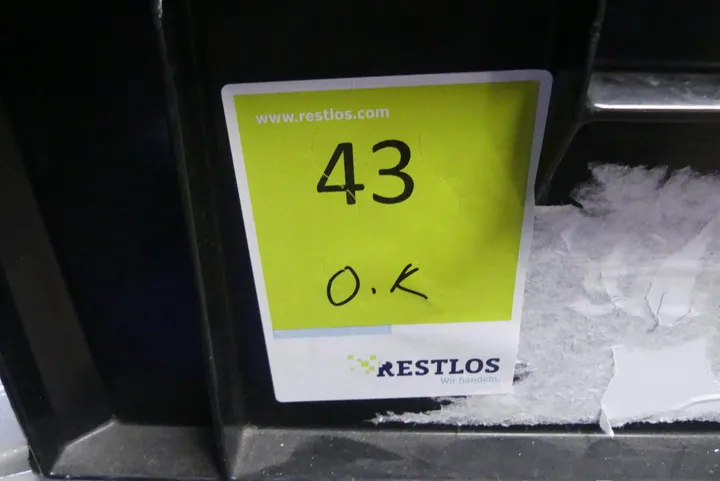 www.restlos.com
43
O.K
RESTLOS
Wir handeln.